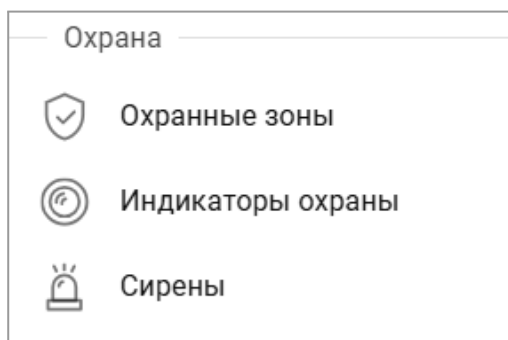 Охрана
Охранные зоны
Индикаторы охраны
Сирены